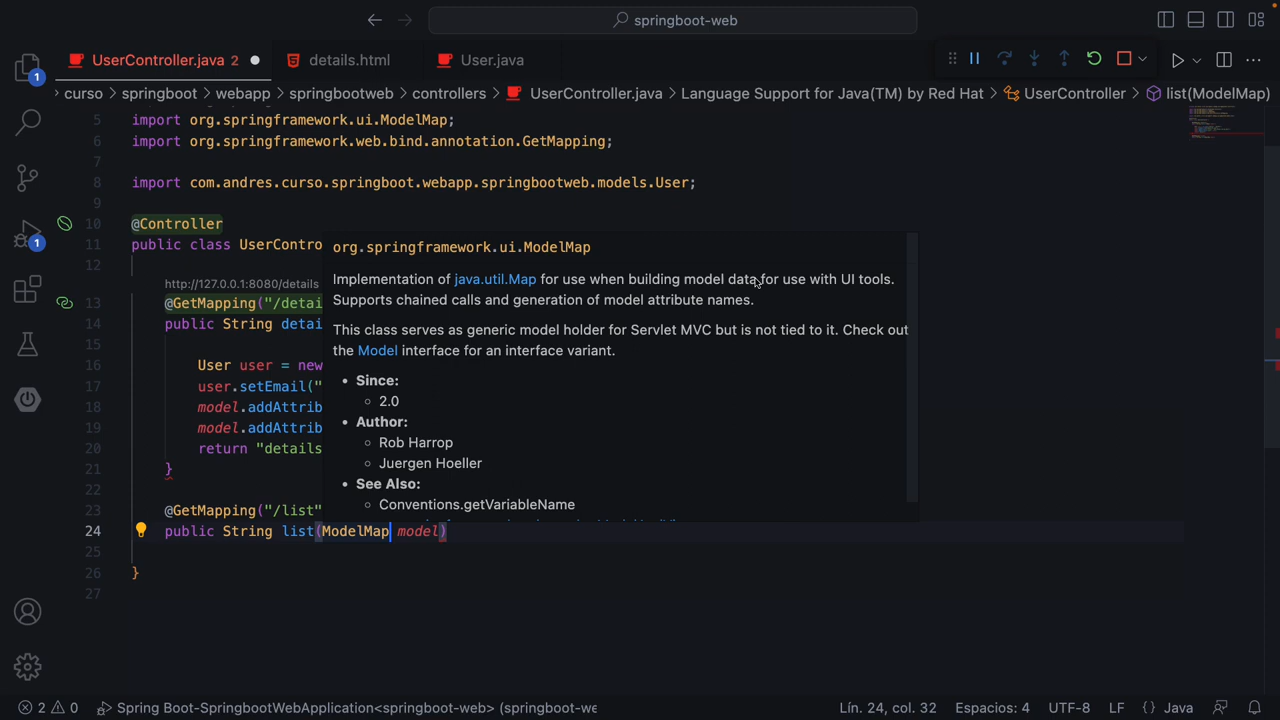 springboot-web
UserController.java 2
details.html
User.java
1
curso > springboot > webapp > springbootweb > controllers > UserController.java > Language Support for Java(TM) by Red Hat > UserController > list(ModelMap)
5 import org.springframework.ui.ModelMap;
6 import org.springframework.web.bind.annotation.GetMapping;
7
8 import com.andres.curso.springboot.webapp.springbootweb.models.User;
9
10 @Controller
11 public class UserContro
12
http://127.0.0.1:8080/details
13 @GetMapping("/detai
14 public String detai
15
16 User user = new
17 user.setEmail("
18 model.addAttrib
19 model.addAttrib
20 return "details
21 }
22
23 @GetMapping("/list"
24 public String list(ModelMap model)
25
26 }
27
org.springframework.ui.ModelMap
Implementation of java.util.Map for use when building model data for use with UI tools.
Supports chained calls and generation of model attribute names.
This class serves as generic model holder for Servlet MVC but is not tied to it. Check out
the Model interface for an interface variant.
• Since:
◦ 2.0
• Author:
◦ Rob Harrop
◦ Juergen Hoeller
• See Also:
◦ Conventions.getVariableName
1
2 0
Spring Boot-SpringbootWebApplication<springboot-web> (springboot-we
Lín. 24, col. 32
Espacios: 4
UTF-8
LF
{} Java